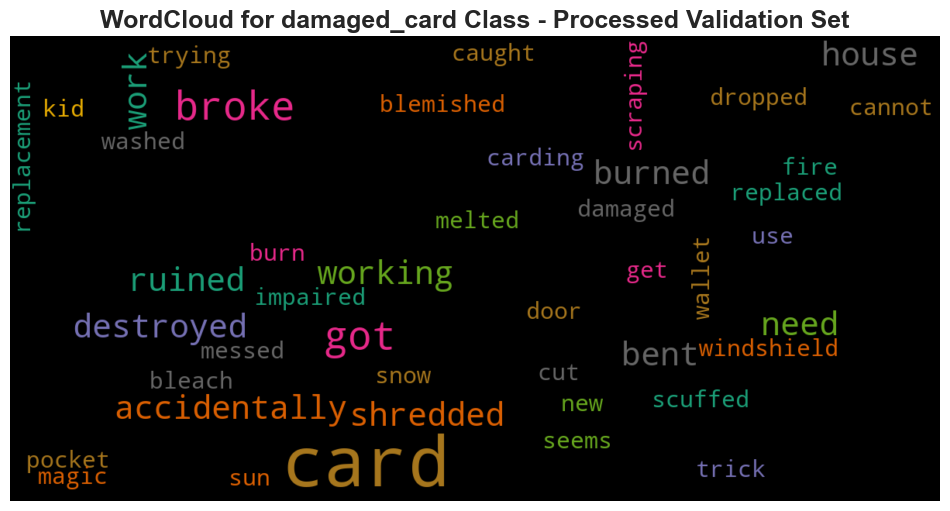 WordCloud for damaged_card Class - Processed Validation Set
trying
caught
scraping
house
work
kid
broke
blemished
dropped
cannot
replacement
washed
carding
burned
fire
replaced
damaged
melted
use
burn
working
get
wallet
ruined
impaired
door
destroyed
got
need
messed
bent
windshield
bleach
snow
cut
accidentally
shredded
new
scuffed
seems
card
pocket
magic
sun
trick